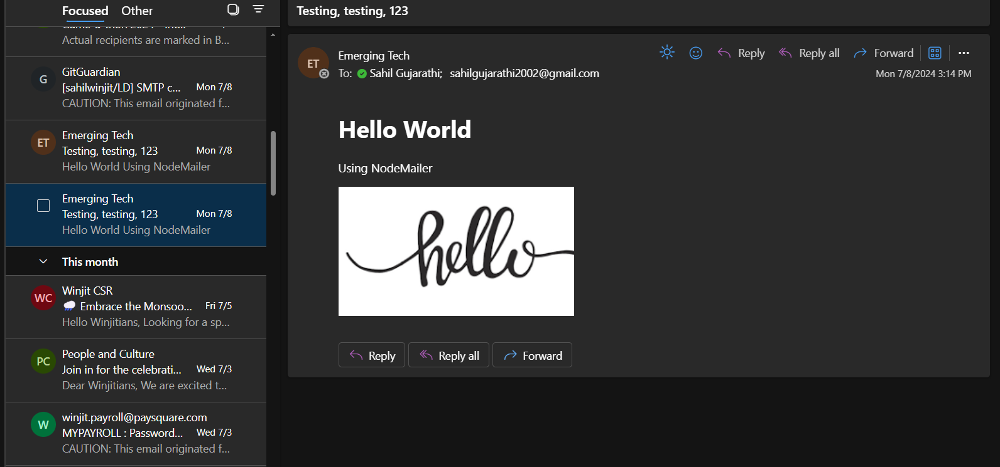 Focused Other
Actual recipients are marked in B...
G
GitGuardian
[sahilwinjit/LD] SMTP c... Mon 7/8
CAUTION: This email originated f...
ET
Emerging Tech
Testing, testing, 123 Mon 7/8
Hello World Using NodeMailer
Emerging Tech
Testing, testing, 123 Mon 7/8
Hello World Using NodeMailer
This month
WC
Winjit CSR
Embrace the Monsoo... Fri 7/5
Hello Winjitians, Looking for a sp...
PC
People and Culture
Join in for the celebrati... Wed 7/3
Dear Winjitians, We are excited t...
W
winjit.payroll@paysquare.com
MYPAYROLL : Password... Wed 7/3
CAUTION: This email originated f...
Testing, testing, 123
ET
Emerging Tech
Reply Reply all Forward
To: Sahil Gujarathi; sahilgujarathi2002@gmail.com
Mon 7/8/2024 3:14 PM
Hello World
Using NodeMailer
hello
Reply Reply all Forward